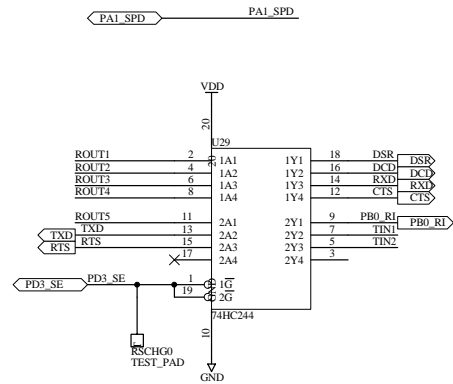 PA1_SPD PA1_SPD
VDD
20
U29
20
ROUT1 2 1A1 1Y1 18 DSR DSR
ROUT2 4 1A2 1Y2 16 DCD DCD
ROUT3 6 1A3 1Y3 14 RXD RXD
ROUT4 8 1A4 1Y4 12 CTS CTS
ROUT5 11 2A1 2Y1 9 PB0_RI PB0_RI
TXD TXD 13 2A2 2Y2 7 TIN1
RTS RTS 15 2A3 2Y3 5 TIN2
17 2A4 2Y4 3
PD3_SE PD3_SE 1 1G
19 2G
74HC244
10
RSCHG0
TEST_PAD
GND